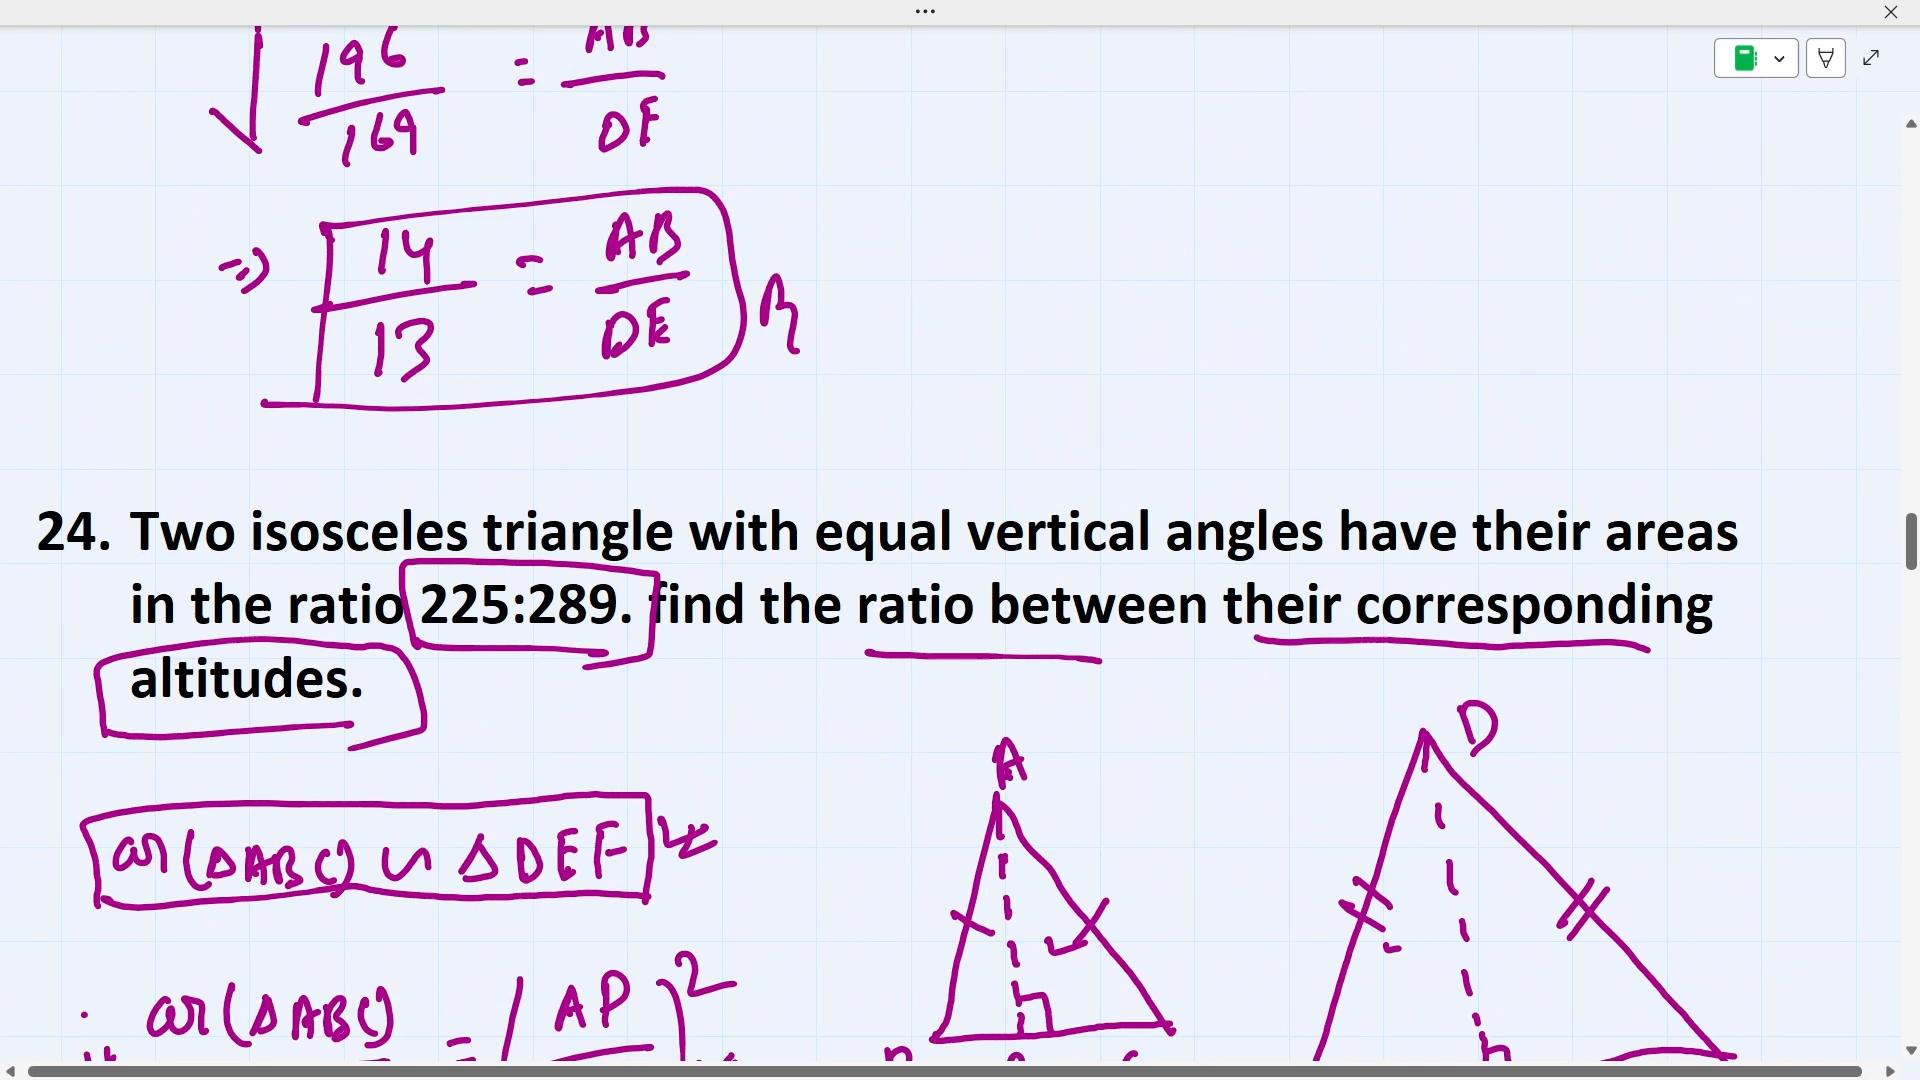 196 = AB
169 DE
⇒ 14 = AB
13 DE
24. Two isosceles triangle with equal vertical angles have their areas
in the ratio 225:289. find the ratio between their corresponding
altitudes.
A
D
ar(ΔABC) ∽ ΔDEF
ar(ΔABC) = (AP)²